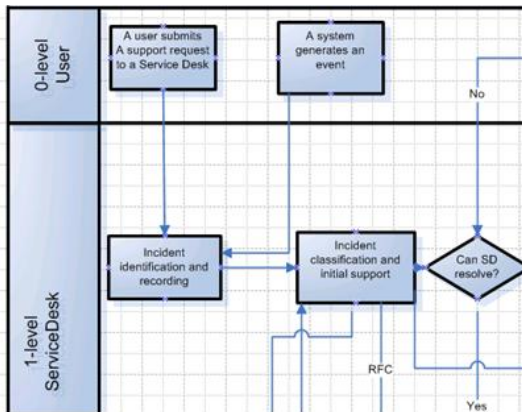 0-level
User
A user submits
A support request
to a Service Desk
A system
generates an
event
No
1-level
ServiceDesk
Incident
identification and
recording
Incident
classification and
initial support
Can SD
resolve?
RFC
Yes